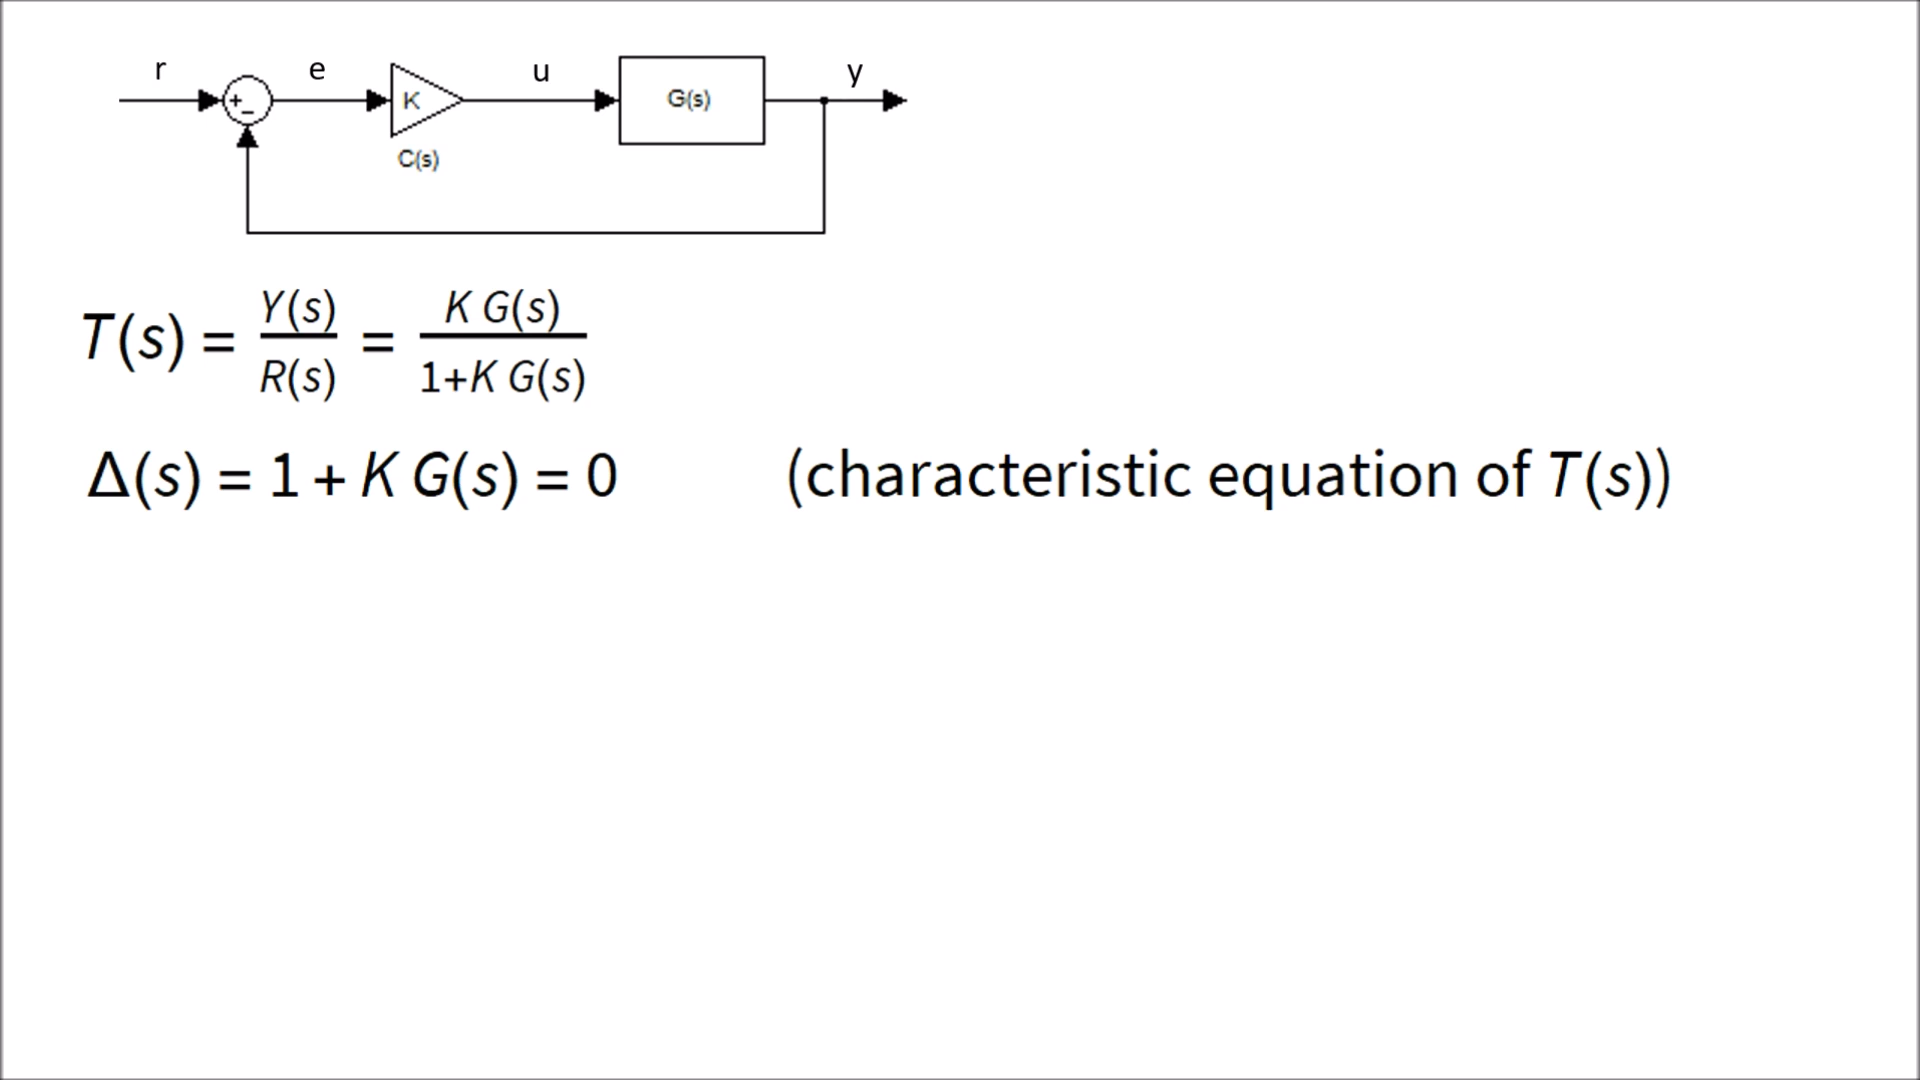 r e u y
+ − K G(s)
C(s)
T(s) = Y(s)/R(s) = K G(s)/1+K G(s)
Δ(s) = 1 + K G(s) = 0 (characteristic equation of T(s))